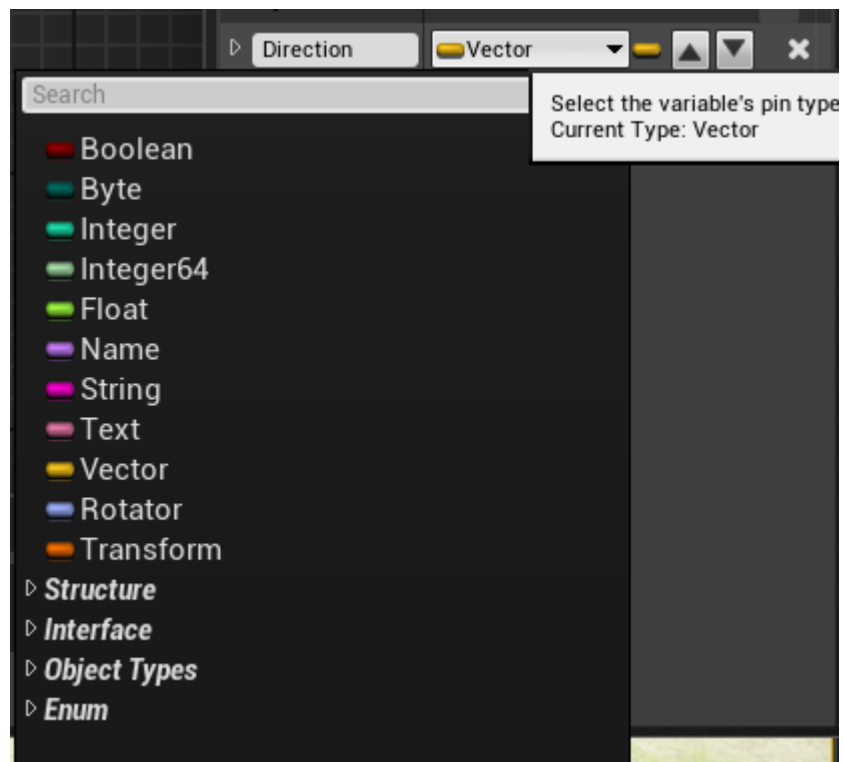 Direction Vector
Search
Select the variable's pin type
Current Type: Vector
Boolean
Byte
Integer
Integer64
Float
Name
String
Text
Vector
Rotator
Transform
Structure
Interface
Object Types
Enum